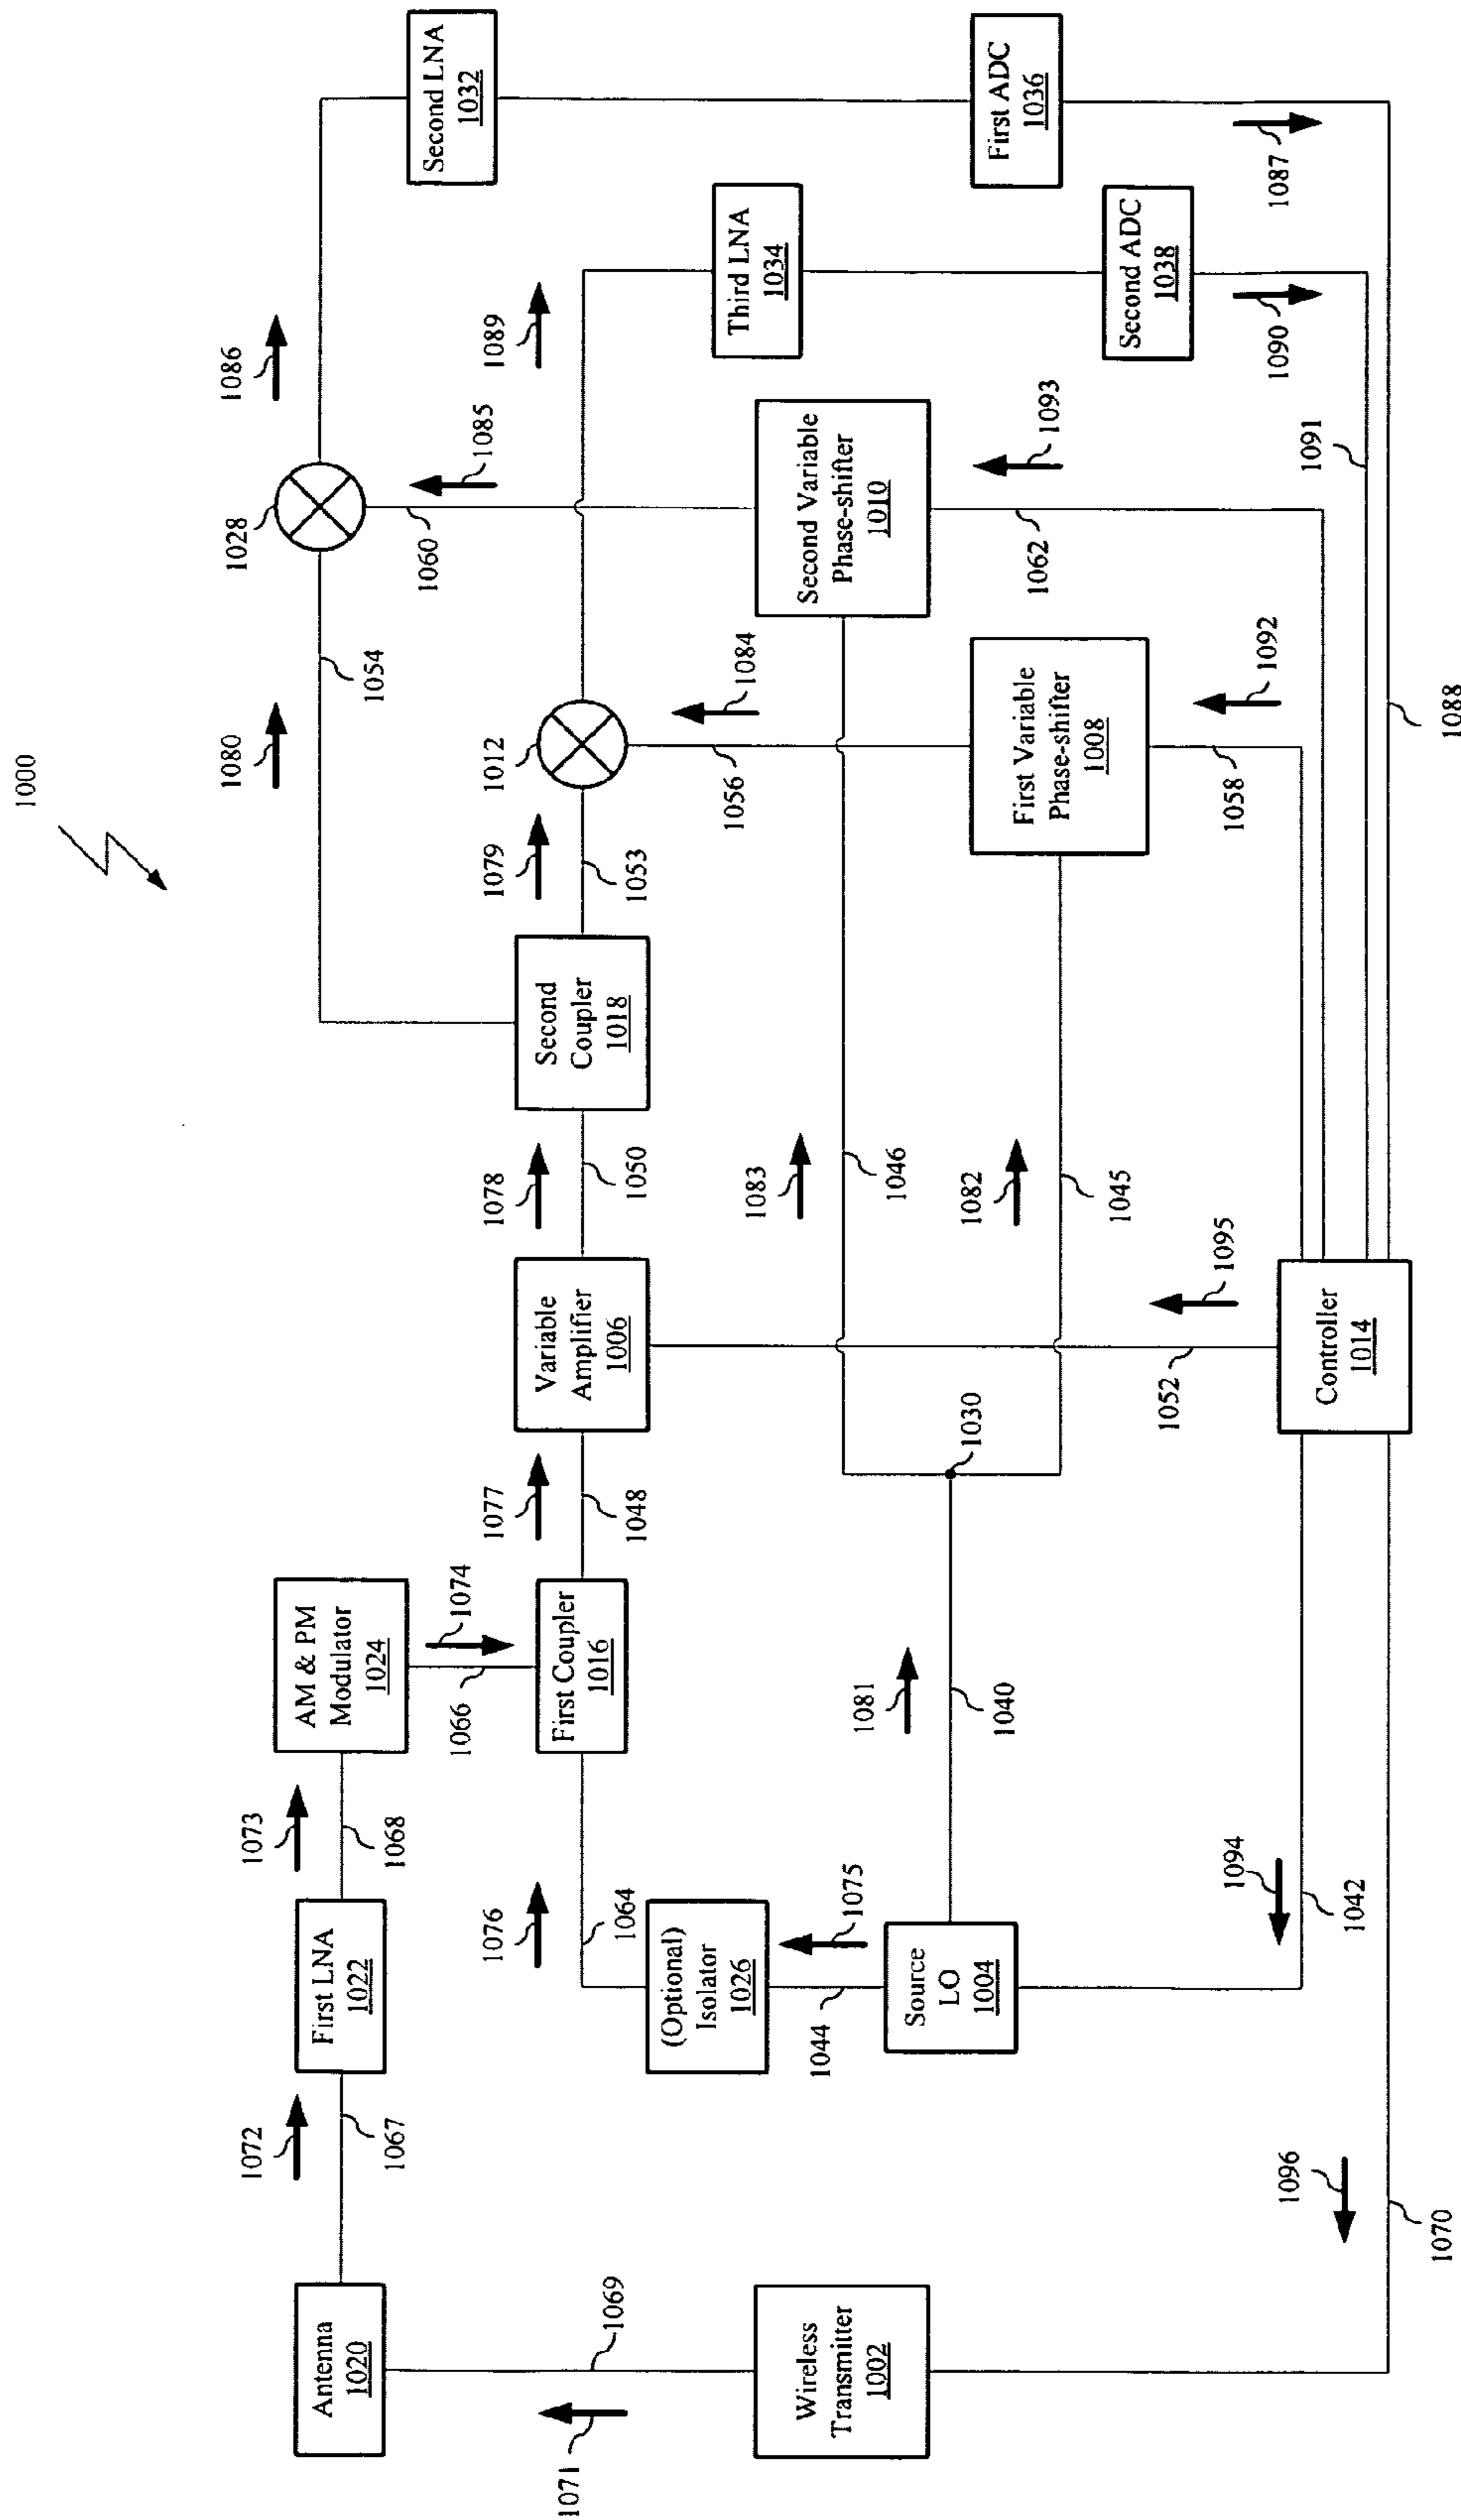 1000
1086
1028
1080
1054
1060
1085
1089
Second LNA
1032
Third LNA
1034
First ADC
1036
Second ADC
1038
1087
1090
1091
1088
1072
1067
First LNA
1022
1073
1068
AM & PM
Modulator
1024
1074
1066
Antenna
1020
1071
1069
Wireless
Transmitter
1002
1076
1064
(Optional)
Isolator
1026
1075
1044
Source
LO
1004
First Coupler
1016
1077
1048
Variable
Amplifier
1006
1078
1050
Second
Coupler
1018
1079
1053
1012
1084
1056
Second Variable
Phase-shifter
1010
1093
1062
First Variable
Phase-shifter
1008
1092
1058
1083
1046
1082
1045
1030
1081
1040
1095
1052
Controller
1014
1094
1042
1096
1070